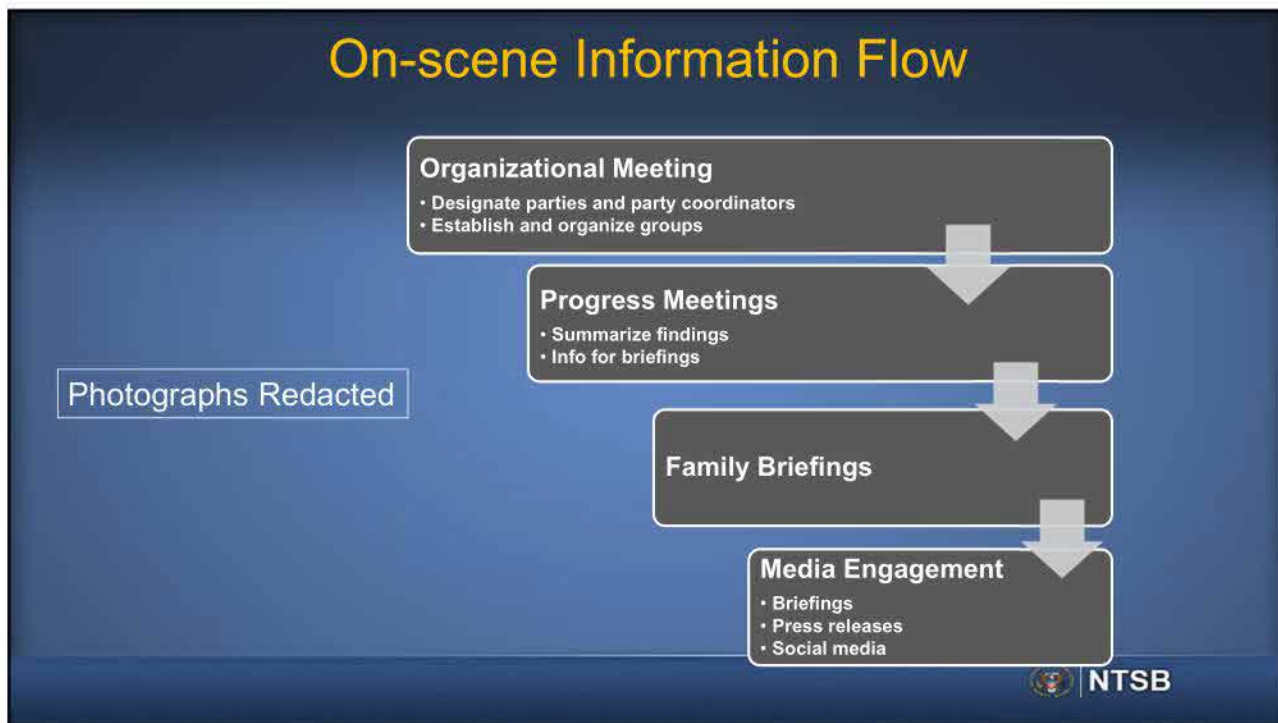 On-scene Information Flow
Organizational Meeting
• Designate parties and party coordinators
• Establish and organize groups
Progress Meetings
• Summarize findings
• Info for briefings
Photographs Redacted
Family Briefings
Media Engagement
• Briefings
• Press releases
• Social media
NTSB